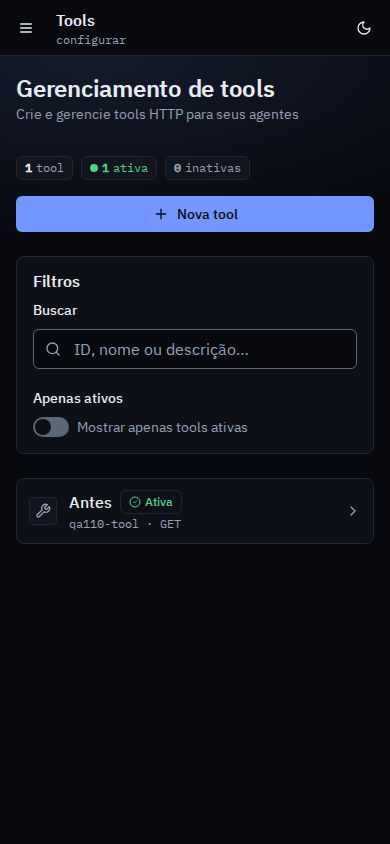 Tools
configurar
Gerenciamento de tools
Crie e gerencie tools HTTP para seus agentes
1 tool
1 ativa
0 inativas
Nova tool
Filtros
Buscar
ID, nome ou descrição...
Apenas ativos
Mostrar apenas tools ativas
Antes
Ativa
qa110-tool · GET